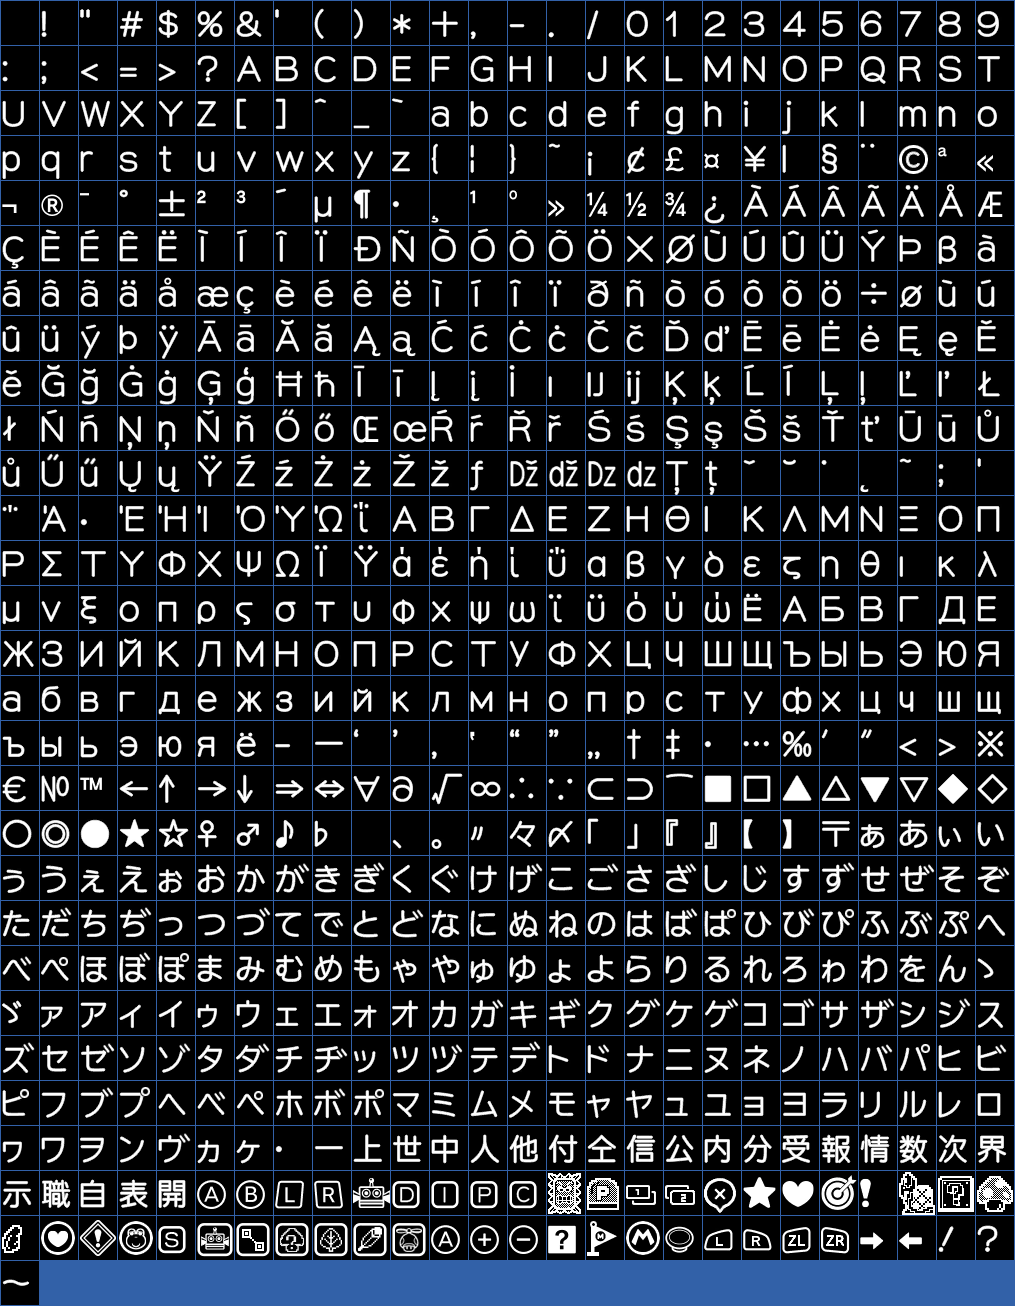 ! " # $ % & ' ( ) * + , - . / 0 1 2 3 4 5 6 7 8 9
: ; < = > ? A B C D E F G H I J K L M N O P Q R S T
U V W X Y Z [ ] ^ _ ` a b c d e f g h i j k l m n o
p q r s t u v w x y z { ¦ } ~ ¡ ¢ £ ¤ ¥ | § ¨ © ª «
¬ ® ¯ ° ± ² ³ ´ µ ¶ · ¸ ¹ º » ¼ ½ ¾ ¿ À Á Â Ã Ä Å Æ
Ç È É Ê Ë Ì Í Î Ï Ð Ñ Ò Ó Ô Õ Ö × Ø Ù Ú Û Ü Ý Þ ß à
á â ã ä å æ ç è é ê ë ì í î ï ð ñ ò ó ô õ ö ÷ ø ù ú
û ü ý þ ÿ Ā ā Ă ă Ą ą Ć ć Ċ ċ Č č Ď ď Ē ē Ė ė Ę ę Ě
ě Ğ ğ Ġ ġ Ģ ģ Ħ ħ Ī ī Į į İ ı Ĳ ĳ Ķ ķ Ĺ ĺ Ļ ļ Ľ ľ Ł
ł Ń ń Ņ ņ Ň ň Ő ő Œ œ Ŕ ŕ Ř ř Ś ś Ş ş Š š Ť ť Ū ū Ů
ů Ű ű Ų ų Ÿ Ź ź Ż ż Ž ž ƒ ǅ ǆ ǲ ǳ Ț ț ˇ ˘ ˙ ˛ ˜ ; ΄
΅ Ά · Έ Ή Ί Ό Ύ Ώ ΐ Α Β Γ Δ Ε Ζ Η Θ Ι Κ Λ Μ Ν Ξ Ο Π
Ρ Σ Τ Υ Φ Χ Ψ Ω Ϊ Ϋ ά έ ή ί ΰ α β γ δ ε ζ η θ ι κ λ
μ ν ξ ο π ρ ς σ τ υ φ χ ψ ω ϊ ϋ ό ύ ώ Ё А Б В Г Д Е
Ж З И Й К Л М Н О П Р С Т У Ф Х Ц Ч Ш Щ Ъ Ы Ь Э Ю Я
а б в г д е ж з и й к л м н о п р с т у ф х ц ч ш щ
ъ ы ь э ю я ё – — ‘ ’ ‚ ‛ “ ” „ † ‡ • … ‰ ′ ″ ‹ › ※
€ № ™ ← ↑ → ↓ ⇒ ⇔ ∀ ∂ √ ∞ ∴ ∵ ⊂ ⊃ ⌒ ■ □ ▲ △ ▼ ▽ ◆ ◇
○ ◎ ● ★ ☆ ♀ ♂ ♪ ♭ 、 。 〃 々 〆 「 」 『 』 【 】 〒 ぁ あ ぃ い
ぅ う ぇ え ぉ お か が き ぎ く ぐ け げ こ ご さ ざ し じ す ず せ ぜ そ ぞ
た だ ち ぢ っ つ づ て で と ど な に ぬ ね の は ば ぱ ひ び ぴ ふ ぶ ぷ へ
べ ぺ ほ ぼ ぽ ま み む め も ゃ や ゅ ゆ ょ よ ら り る れ ろ ゎ わ を ん ゝ
ゞ ァ ア ィ イ ゥ ウ ェ エ ォ オ カ ガ キ ギ ク グ ケ ゲ コ ゴ サ ザ シ ジ ス
ズ セ ゼ ソ ゾ タ ダ チ ヂ ッ ツ ヅ テ デ ト ド ナ ニ ヌ ネ ノ ハ バ パ ヒ ビ
ピ フ ブ プ ヘ ベ ペ ホ ボ ポ マ ミ ム メ モ ャ ヤ ュ ユ ョ ヨ ラ リ ル レ ロ
ヮ ワ ヲ ン ヴ ヵ ヶ ・ ー 上 世 中 人 他 付 仝 信 公 内 分 受 報 情 数 次 界
示 職 自 表 開 A B L R D I P C P 1 2 × ! ?
! S A + − ? M M L R ZL ZR → ← ! ?
～